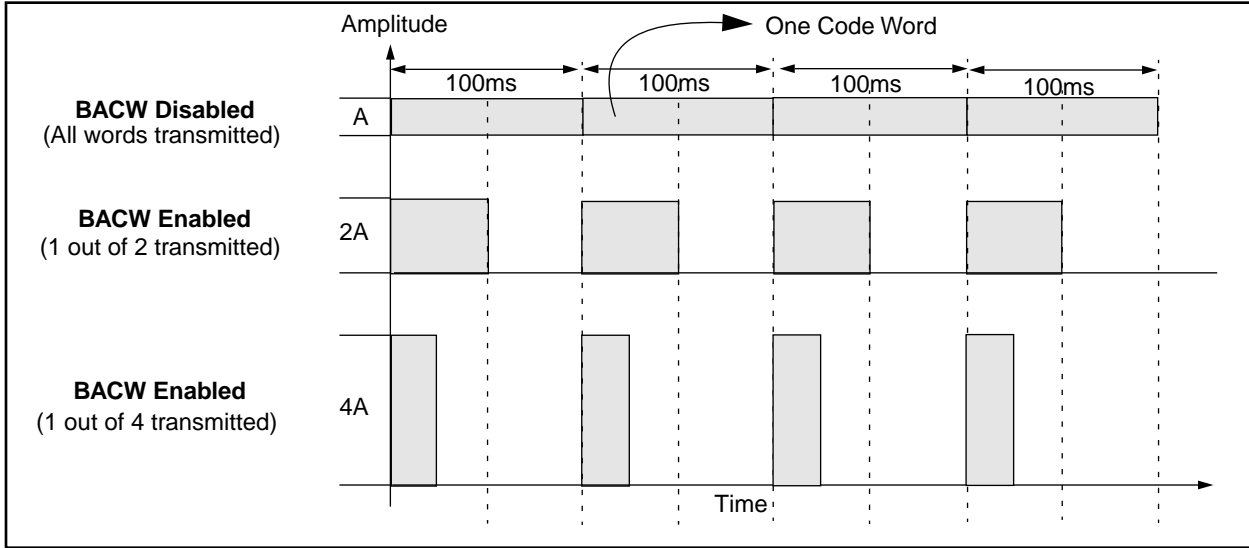 Amplitude
One Code Word
100ms
100ms
100ms
100ms
BACW Disabled
(All words transmitted)
A
BACW Enabled
(1 out of 2 transmitted)
2A
BACW Enabled
(1 out of 4 transmitted)
4A
Time